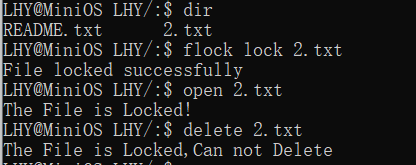 LHY@MiniOS LHY/:$ dir
README.txt      2.txt
LHY@MiniOS LHY/:$ flock lock 2.txt
File locked successfully
LHY@MiniOS LHY/:$ open 2.txt
The File is Locked!
LHY@MiniOS LHY/:$ delete 2.txt
The File is Locked,Can not Delete